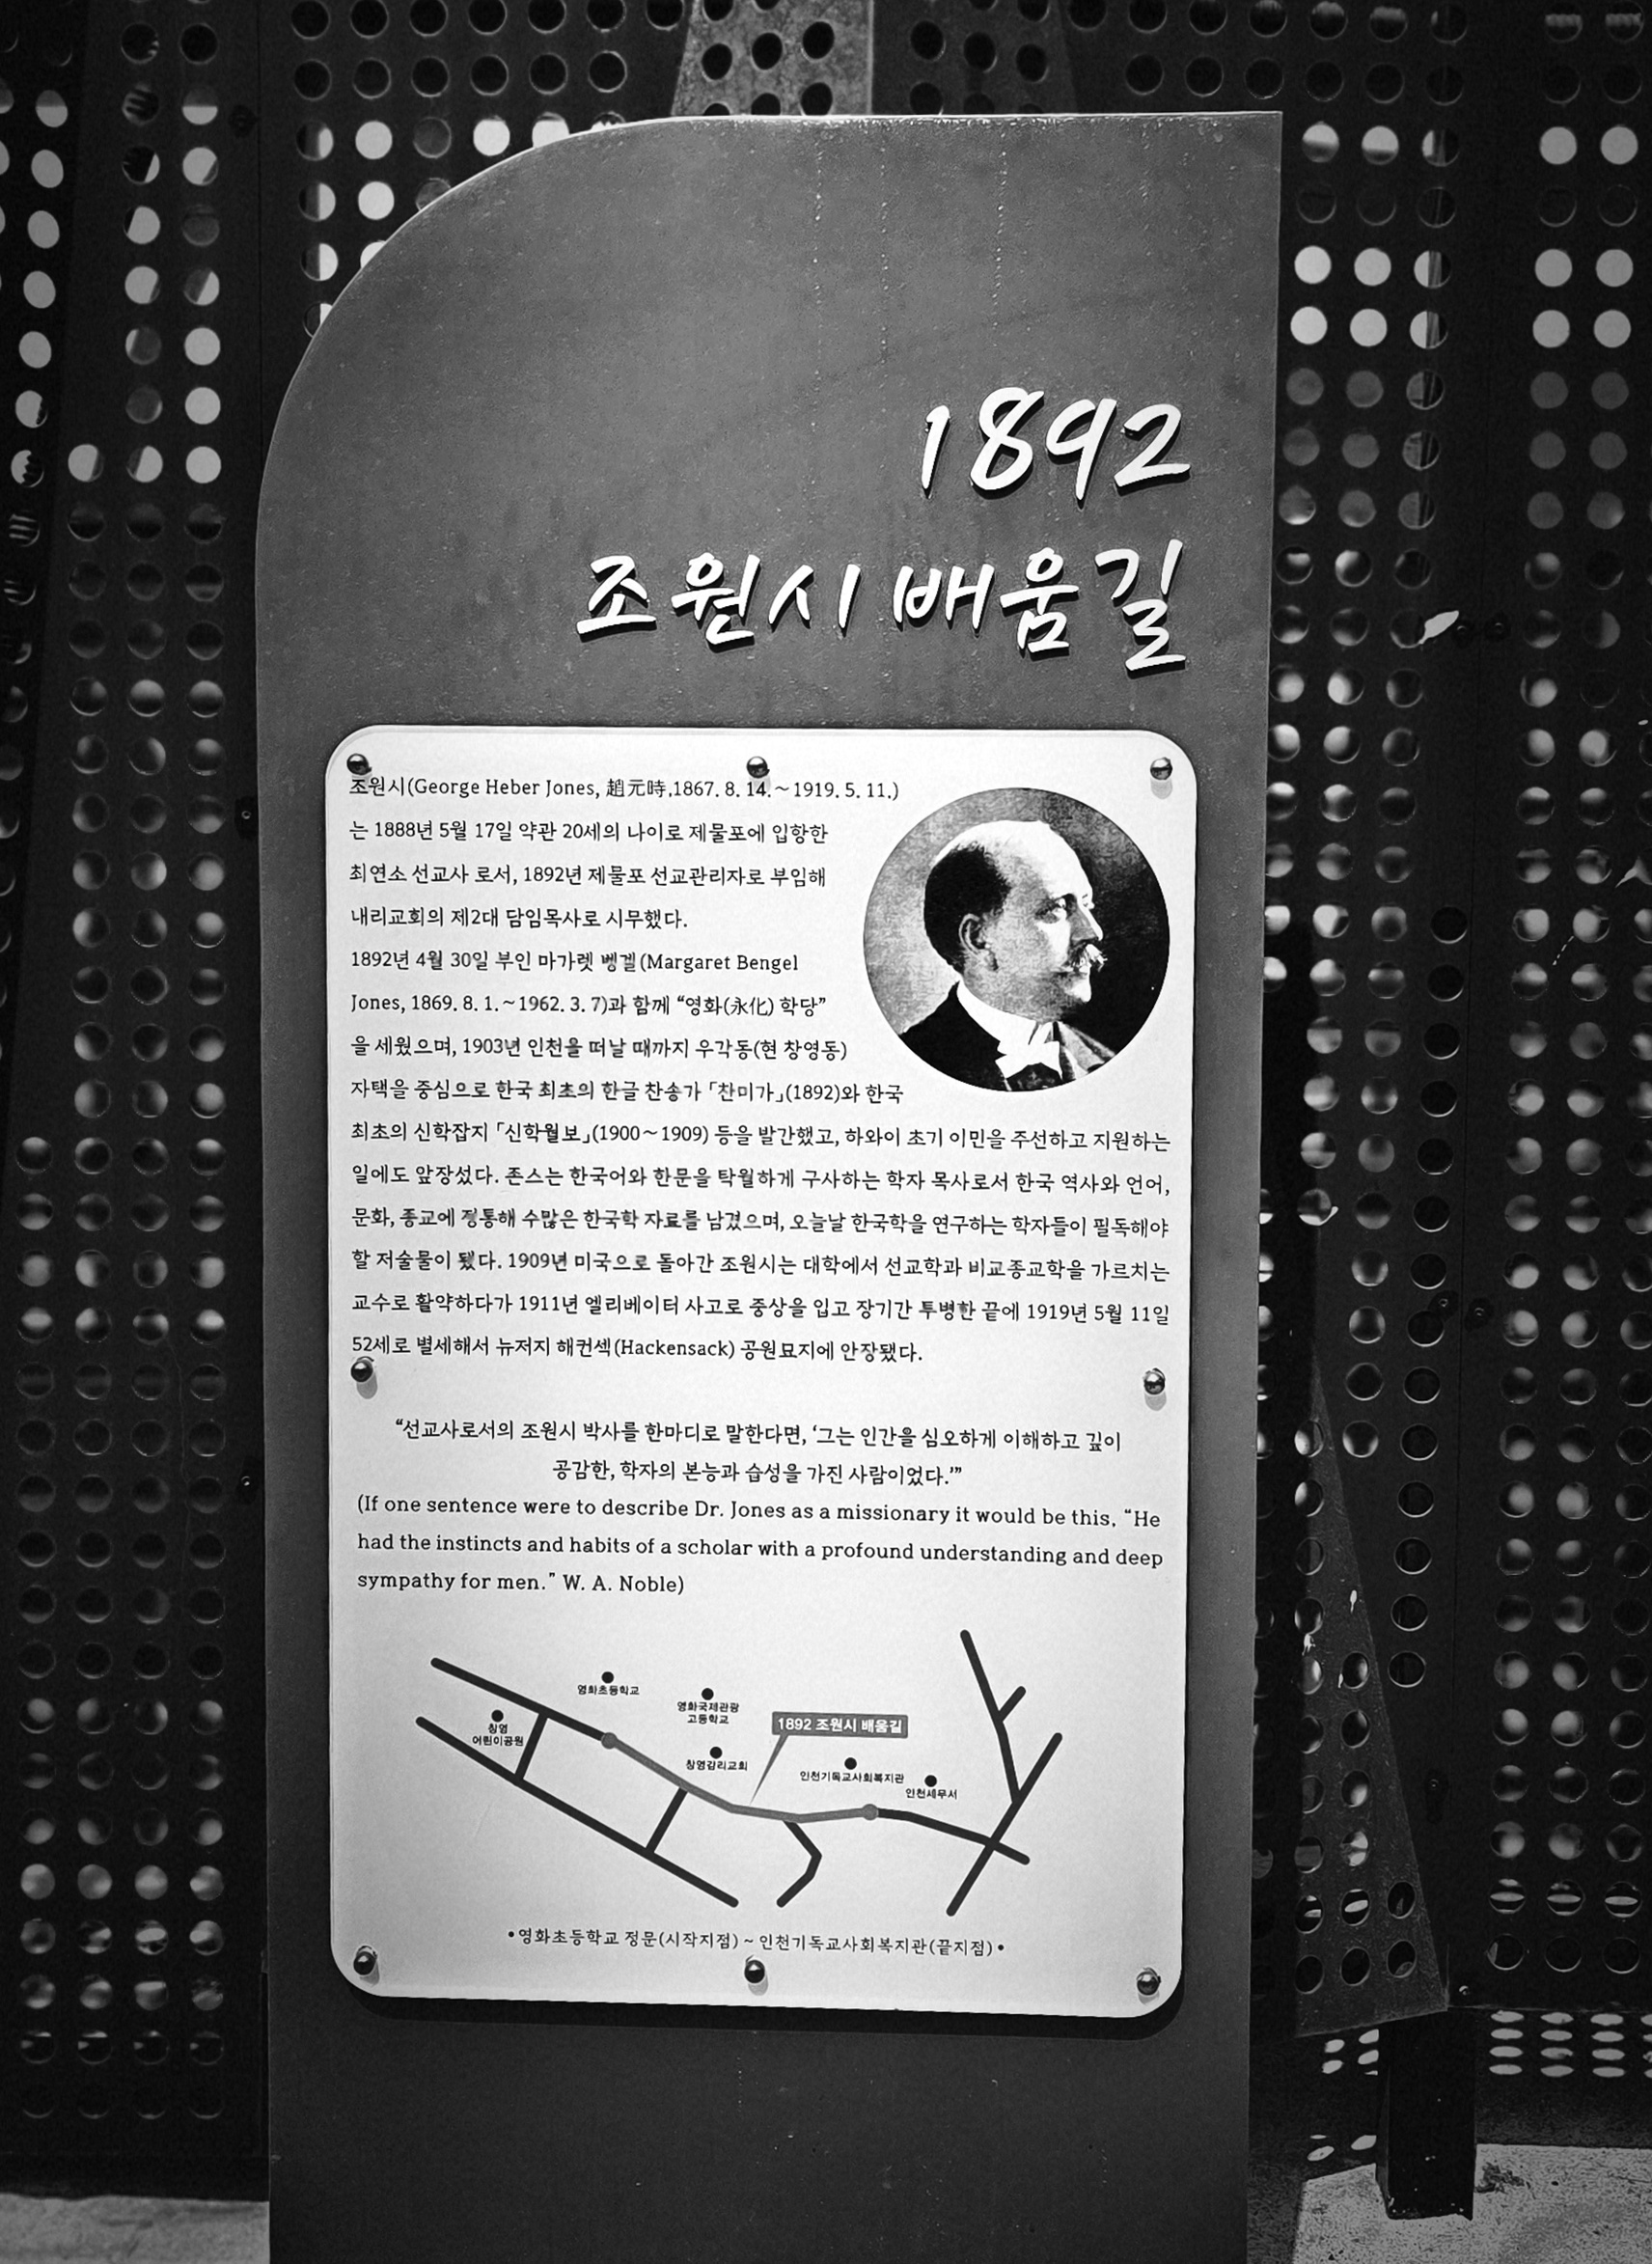 1892
조원시 배움길
조원시(George Heber Jones, 趙元時,1867. 8. 14.~1919. 5. 11.)
는 1888년 5월 17일 약관 20세의 나이로 제물포에 입항한
최연소 선교사 로서, 1892년 제물포 선교관리자로 부임해
내리교회의 제2대 담임목사로 시무했다.
1892년 4월 30일 부인 마가렛 벵겔(Margaret Bengel
Jones, 1869. 8. 1.~1962. 3. 7)과 함께 “영화(永化) 학당”
을 세웠으며, 1903년 인천을 떠날 때까지 우각동(현 창영동)
자택을 중심으로 한국 최초의 한글 찬송가 「찬미가」(1892)와 한국
최초의 신학잡지 「신학월보」(1900~1909) 등을 발간했고, 하와이 초기 이민을 주선하고 지원하는
일에도 앞장섰다. 존스는 한국어와 한문을 탁월하게 구사하는 학자 목사로서 한국 역사와 언어,
문화, 종교에 정통해 수많은 한국학 자료를 남겼으며, 오늘날 한국학을 연구하는 학자들이 필독해야
할 저술물이 됐다. 1909년 미국으로 돌아간 조원시는 대학에서 선교학과 비교종교학을 가르치는
교수로 활약하다가 1911년 엘리베이터 사고로 중상을 입고 장기간 투병한 끝에 1919년 5월 11일
52세로 별세해서 뉴저지 해컨섹(Hackensack) 공원묘지에 안장됐다.
“선교사로서의 조원시 박사를 한마디로 말한다면, ‘그는 인간을 심오하게 이해하고 깊이
공감한, 학자의 본능과 습성을 가진 사람이었다.’”
(If one sentence were to describe Dr. Jones as a missionary it would be this, “He
had the instincts and habits of a scholar with a profound understanding and deep
sympathy for men.” W. A. Noble)
영화초등학교
영화국제관광
고등학교
창영
어린이공원
1892 조원시 배움길
창영감리교회
인천기독교사회복지관
인천세무서
•영화초등학교 정문(시작지점) ~ 인천기독교사회복지관(끝지점)•